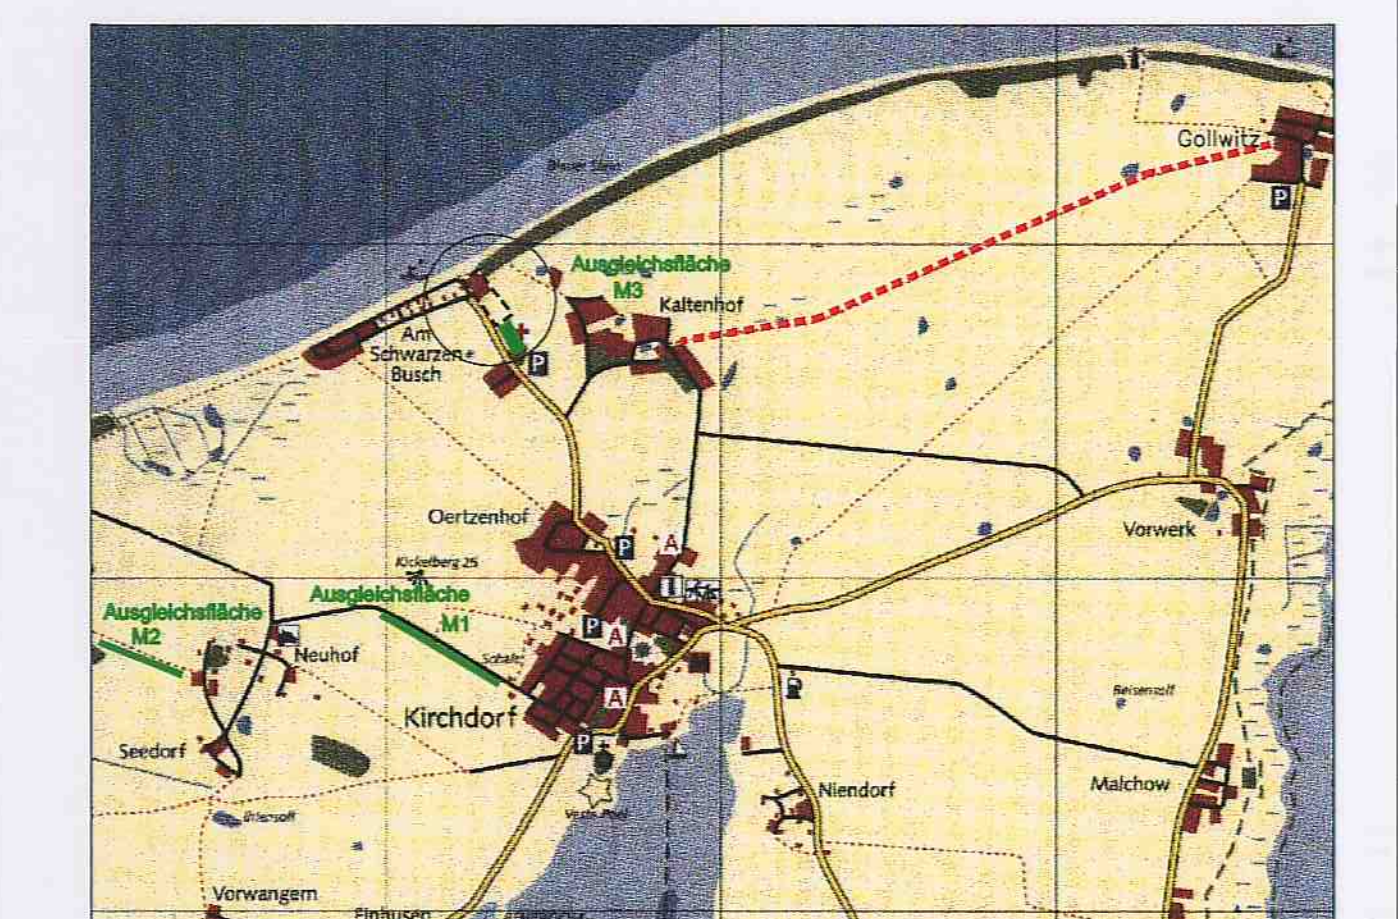 Gollwitz
P
Ausgleichsfläche
M3
Kaltenhof
Am
Schwarzen
Busch
P
Oertzenhof
P
A
Vorwerk
Kickelberg 26
Ausgleichsfläche
M1
Ausgleichsfläche
M2
P
A
Neuhof
A
Kirchdorf
P
Seedorf
Niendorf
Malchow
Vorwangern